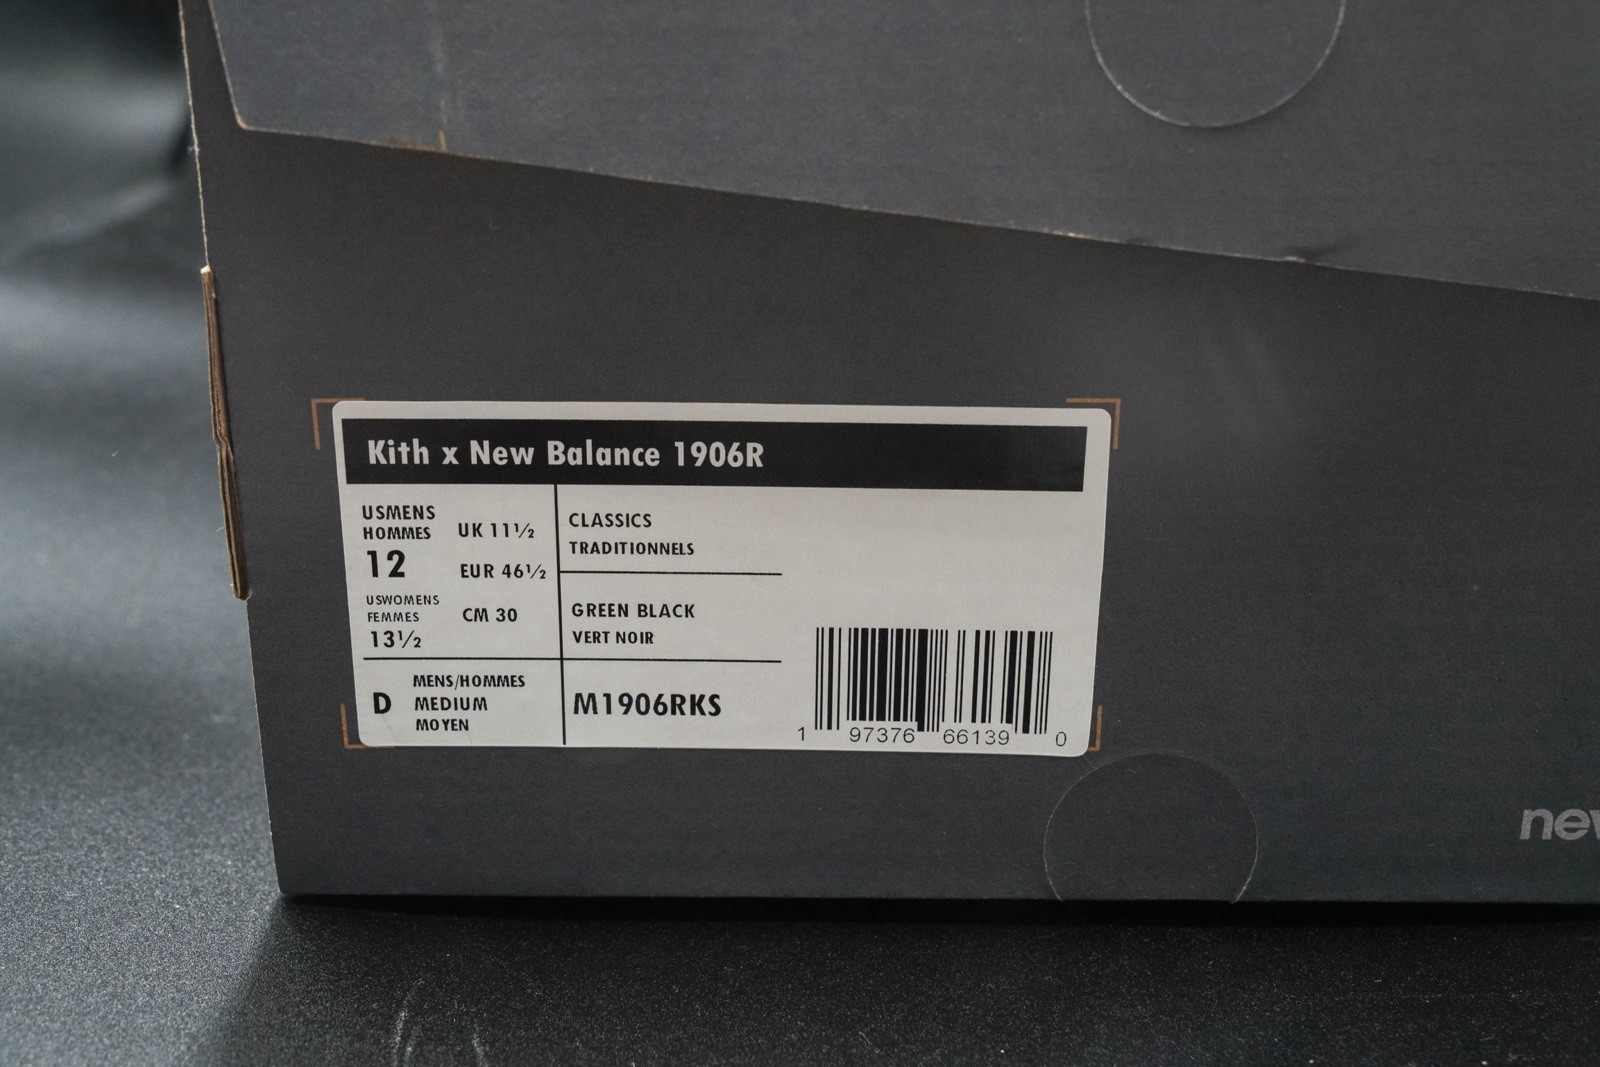 Kith x New Balance 1906R
USMENS
HOMMES
12
UK 11½
EUR 46½
USWOMENS
FEMMES
13½
CM 30
CLASSICS
TRADITIONNELS
GREEN BLACK
VERT NOIR
D
MENS/HOMMES
MEDIUM
MOYEN
M1906RKS
1 97376 66139 0